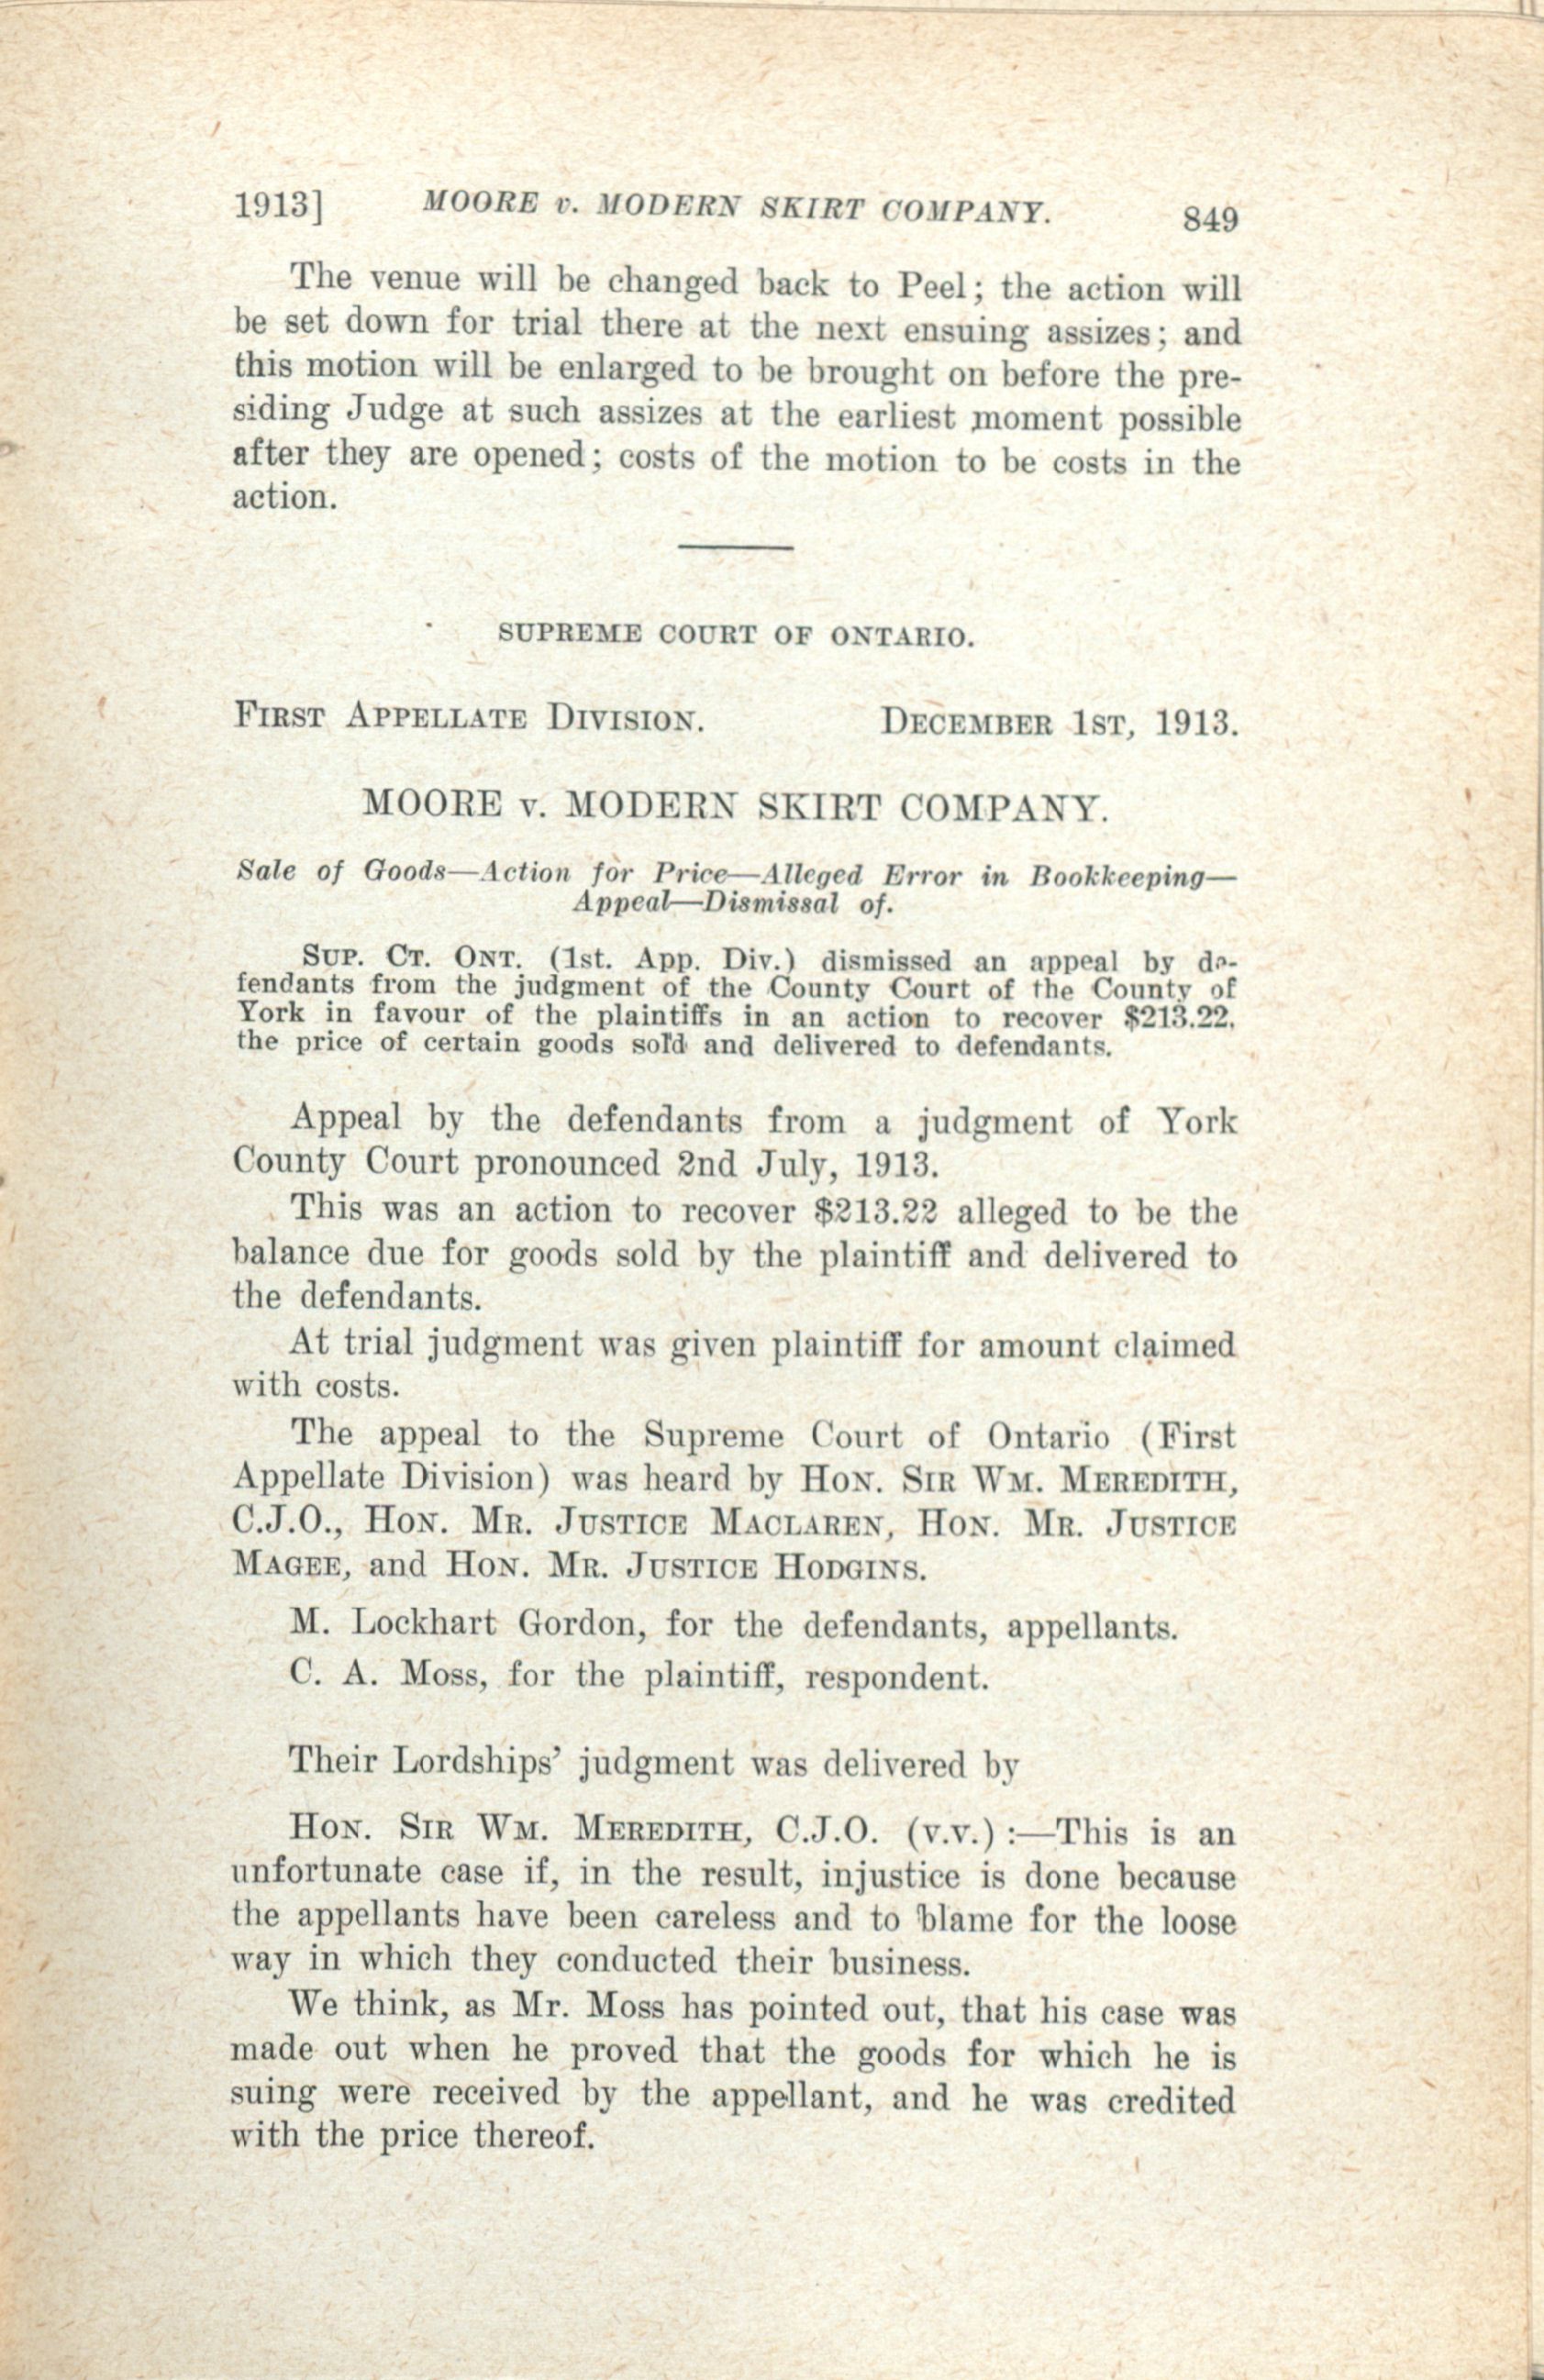 1913] MOORE v. MODERN SKIRT COMPANY. 849
The venue will be changed back to Peel; the action will
be set down for trial there at the next ensuing assizes; and
this motion will be enlarged to be brought on before the pre-
siding Judge at such assizes at the earliest moment possible
after they are opened; costs of the motion to be costs in the
action.
SUPREME COURT OF ONTARIO.
FIRST APPELLATE DIVISION. DECEMBER 1ST, 1913.
MOORE v. MODERN SKIRT COMPANY.
Sale of Goods—Action for Price—Alleged Error in Bookkeeping—
Appeal—Dismissal of.
SUP. CT. ONT. (1st. App. Div.) dismissed an appeal by de-
fendants from the judgment of the County Court of the County of
York in favour of the plaintiffs in an action to recover $213.22,
the price of certain goods sold and delivered to defendants.
Appeal by the defendants from a judgment of York
County Court pronounced 2nd July, 1913.
This was an action to recover $213.22 alleged to be the
balance due for goods sold by the plaintiff and delivered to
the defendants.
At trial judgment was given plaintiff for amount claimed
with costs.
The appeal to the Supreme Court of Ontario (First
Appellate Division) was heard by HON. SIR WM. MEREDITH,
C.J.O., HON. MR. JUSTICE MACLAREN, HON. MR. JUSTICE
MAGEE, and HON. MR. JUSTICE HODGINS.
M. Lockhart Gordon, for the defendants, appellants.
C. A. Moss, for the plaintiff, respondent.
Their Lordships' judgment was delivered by
HON. SIR WM. MEREDITH, C.J.O. (V.V.):—This is an
unfortunate case if, in the result, injustice is done because
the appellants have been careless and to blame for the loose
way in which they conducted their business.
We think, as Mr. Moss has pointed out, that his case was
made out when he proved that the goods for which he is
suing were received by the appellant, and he was credited
with the price thereof.